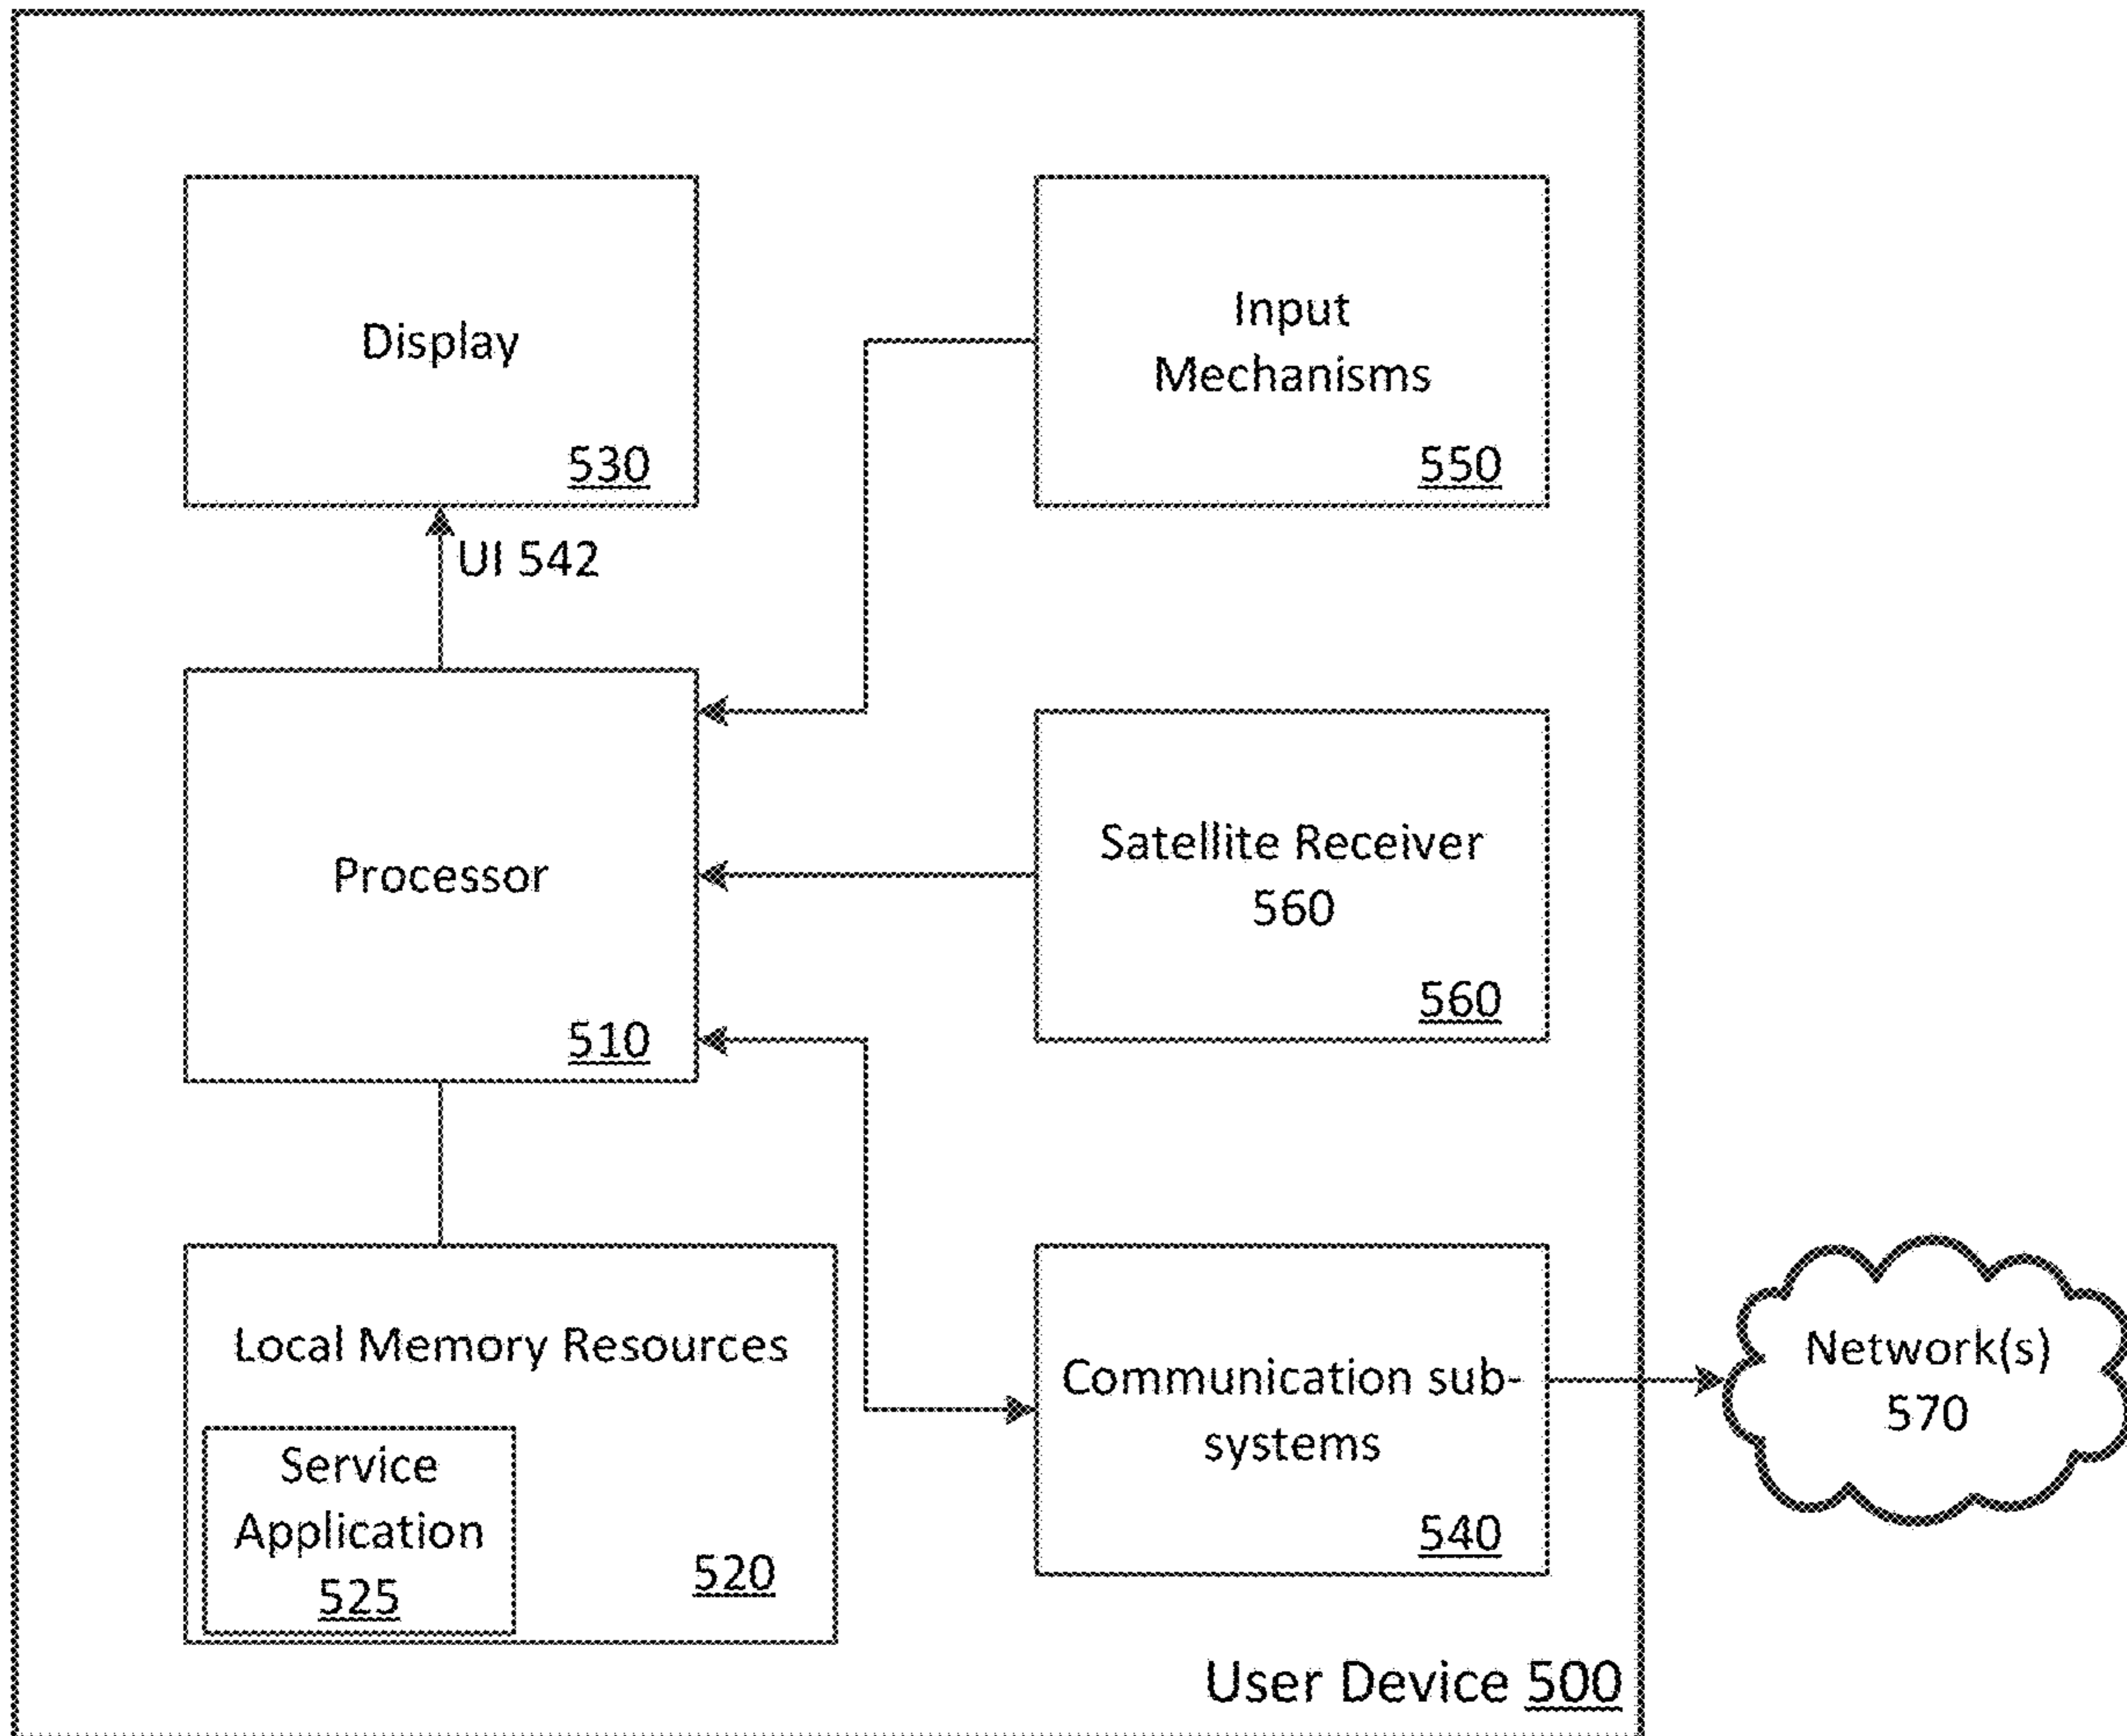 Display
530
Input
Mechanisms
550
UI 542
Processor
510
Satellite Receiver
560
560
Local Memory Resources
Service
Application
525
520
Communication sub-
systems
540
Network(s)
570
User Device 500